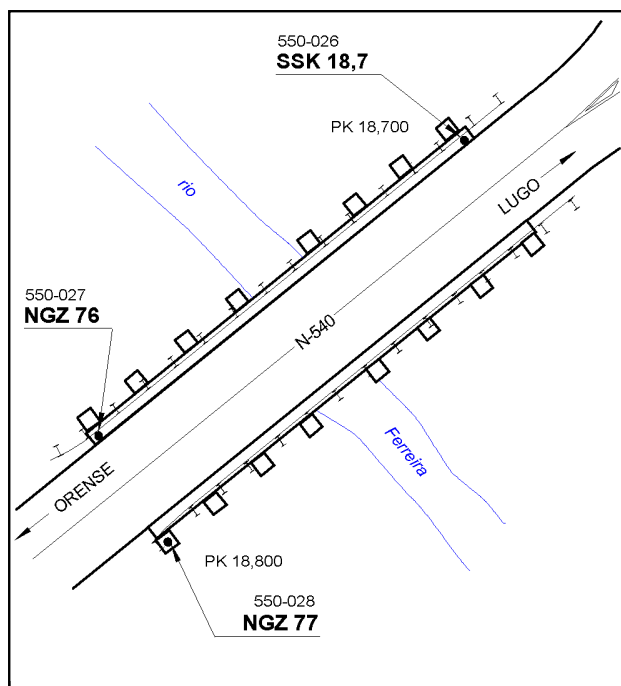 550-026
SSK 18,7
PK 18,700
rio
LUGO
550-027
NGZ 76
N-540
Ferreira
ORENSE
PK 18,800
550-028
NGZ 77